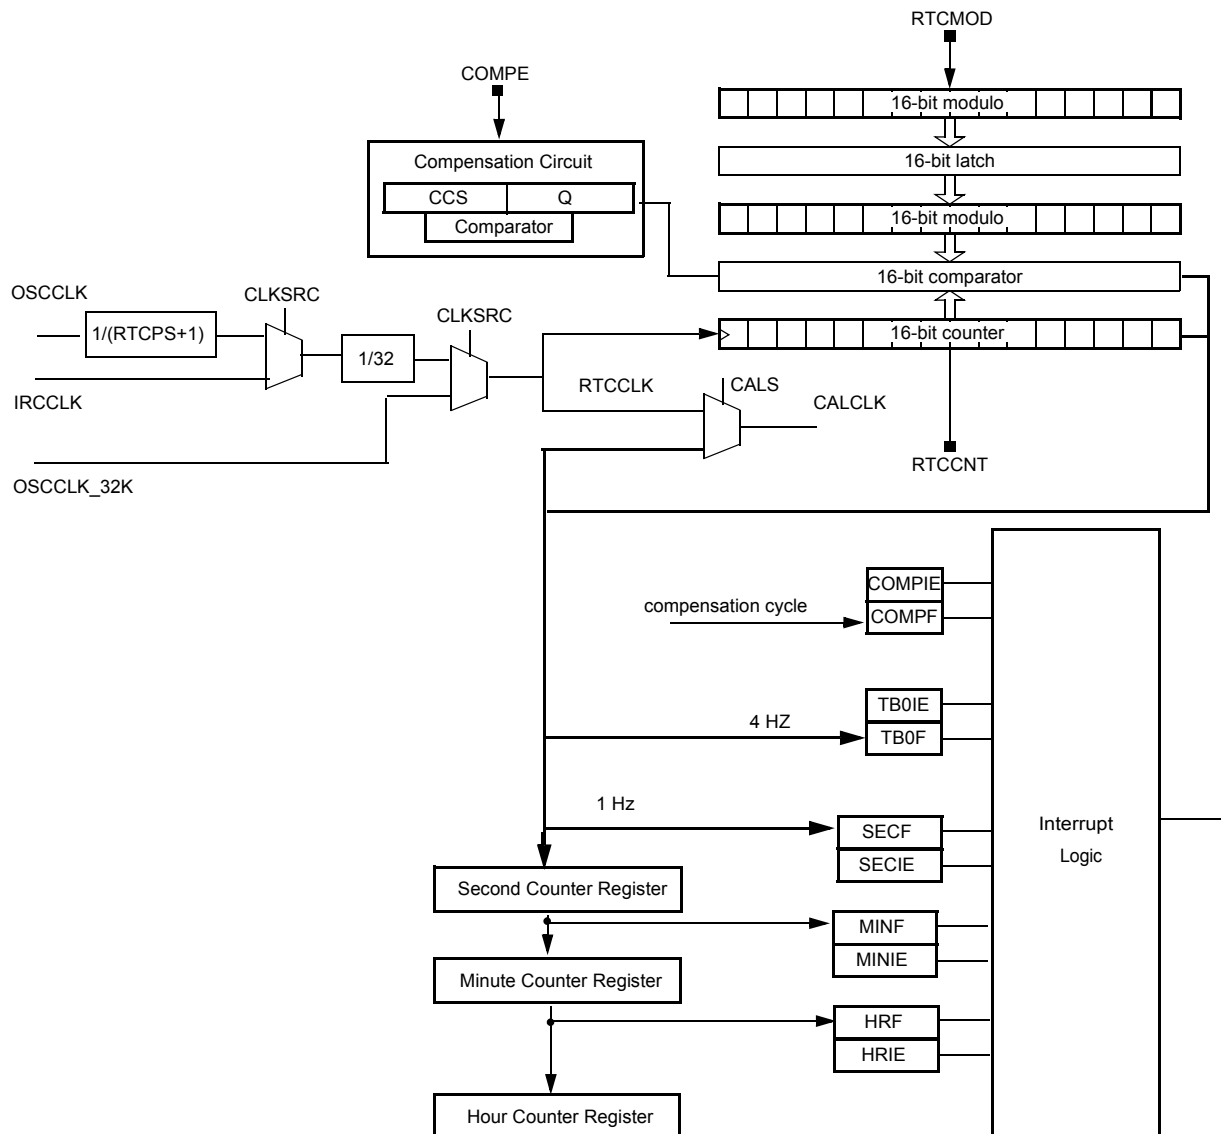 RTCMOD
COMPE
16-bit modulo
Compensation Circuit
16-bit latch
CCS
Q
Comparator
16-bit modulo
16-bit comparator
OSCCLK
CLKSRC
CLKSRC
1/(RTCPS+1)
1/32
16-bit counter
IRCCLK
RTCCLK
CALS
CALCLK
RTCCNT
OSCCLK_32K
COMPIE
compensation cycle
COMPF
TB0IE
4 HZ
TB0F
1 Hz
SECF
SECIE
Interrupt
Logic
Second Counter Register
MINF
MINIE
Minute Counter Register
HRF
HRIE
Hour Counter Register